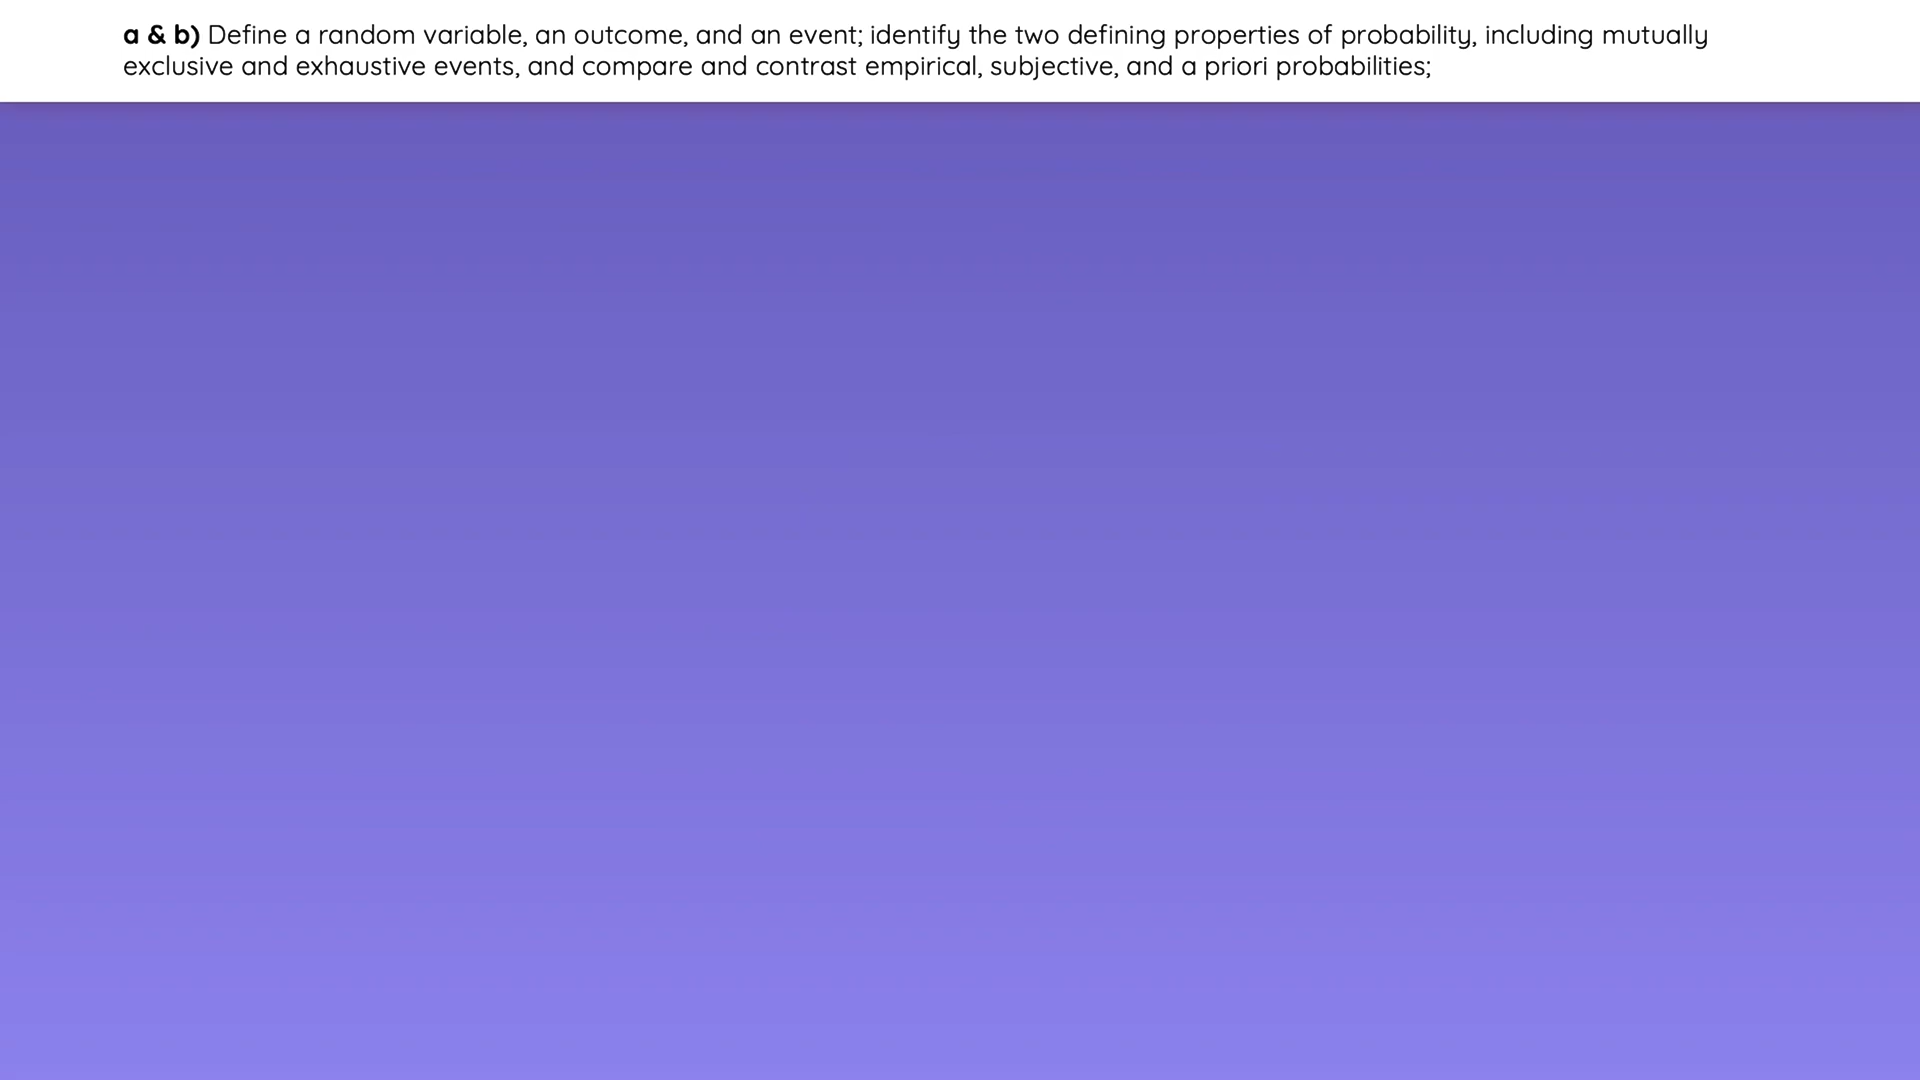 a & b) Define a random variable, an outcome, and an event; identify the two defining properties of probability, including mutually
exclusive and exhaustive events, and compare and contrast empirical, subjective, and a priori probabilities;